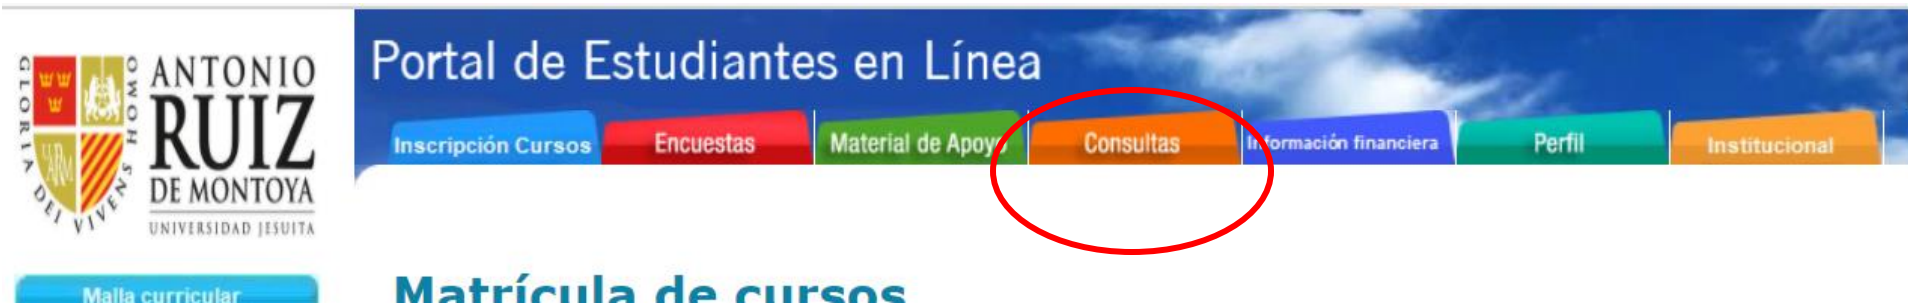 GLORIA DEI VIVENS HOMO
UARM
ANTONIO
RUIZ
DE MONTOYA
UNIVERSIDAD JESUITA
Portal de Estudiantes en Línea
Inscripción Cursos Encuestas Material de Apoyo Consultas Información financiera Perfil Institucional
Malla curricular
Matrícula de cursos